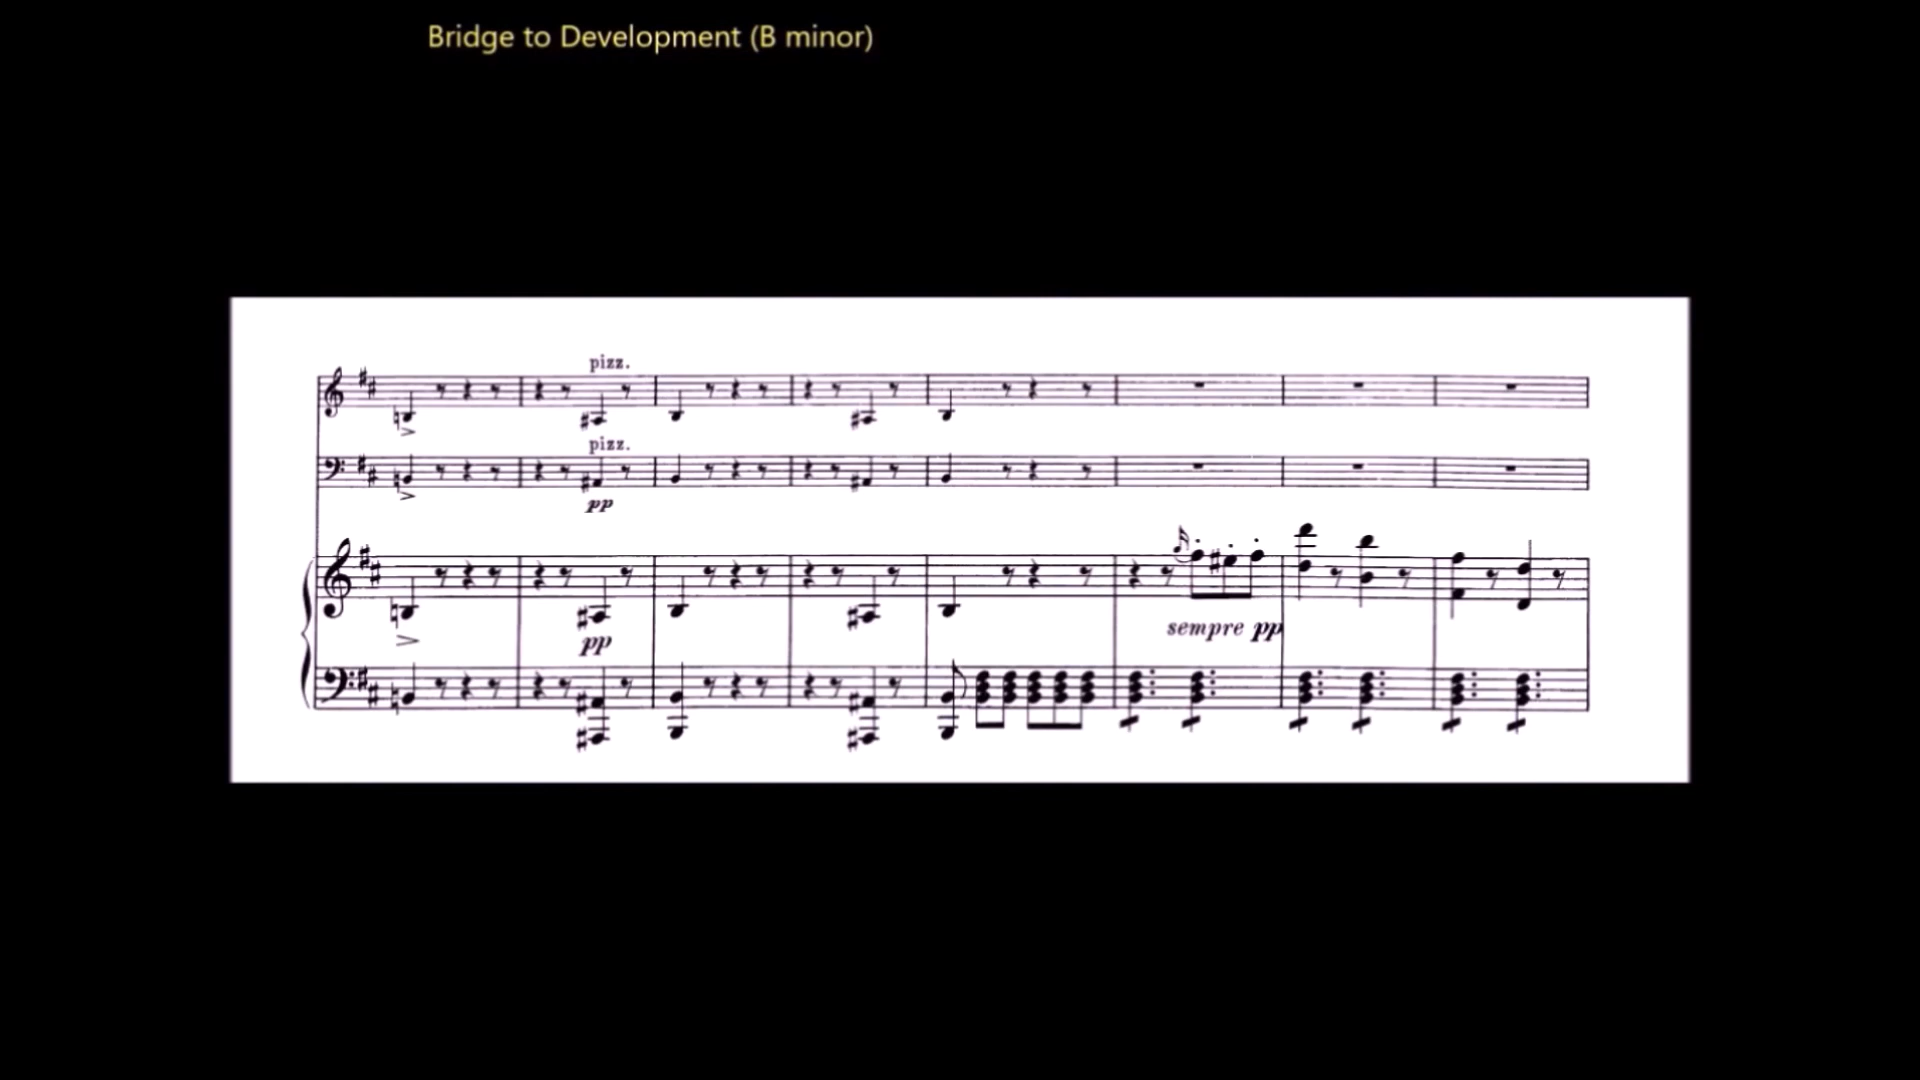 Bridge to Development (B minor)
pizz.
pizz.
pp
pp
sempre pp